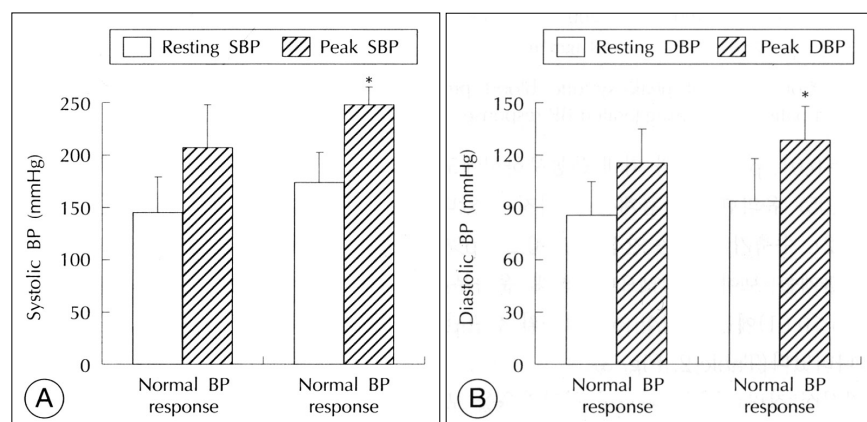 Resting SBP Peak SBP
Systolic BP (mmHg)
250
200
150
100
50
0
*
Normal BP
response
Normal BP
response
A
Resting DBP Peak DBP
Diastolic BP (mmHg)
150
120
90
60
30
0
*
Normal BP
response
Normal BP
response
B